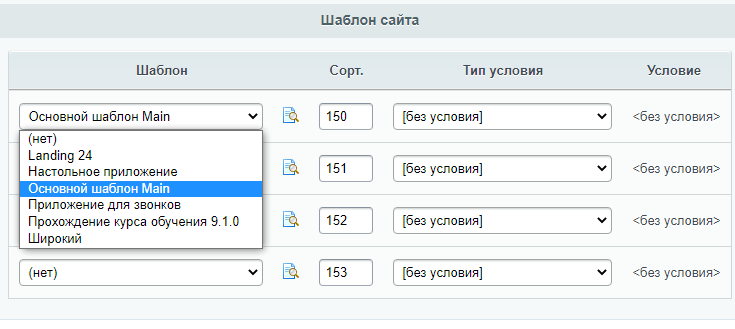 Шаблон сайта
Шаблон Сорт. Тип условия Условие
Основной шаблон Main 150 [без условия] <без условия>
(нет)
Landing 24
Настольное приложение 151 [без условия] <без условия>
Основной шаблон Main
Приложение для звонков
Прохождение курса обучения 9.1.0 152 [без условия] <без условия>
Широкий
(нет) 153 [без условия] <без условия>